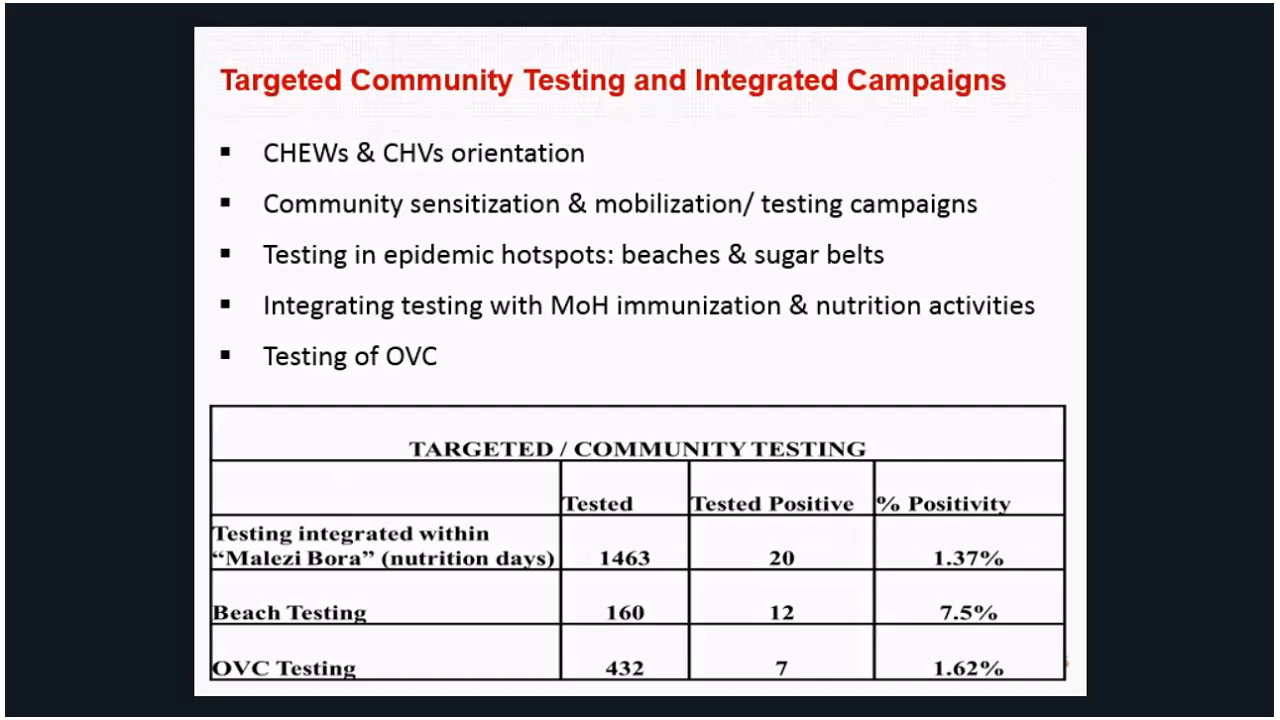 Targeted Community Testing and Integrated Campaigns
▪ CHEWs & CHVs orientation
▪ Community sensitization & mobilization/ testing campaigns
▪ Testing in epidemic hotspots: beaches & sugar belts
▪ Integrating testing with MoH immunization & nutrition activities
▪ Testing of OVC
TARGETED / COMMUNITY TESTING
Tested Tested Positive % Positivity
Testing integrated within
“Malezi Bora” (nutrition days) 1463 20 1.37%
Beach Testing 160 12 7.5%
OVC Testing 432 7 1.62%